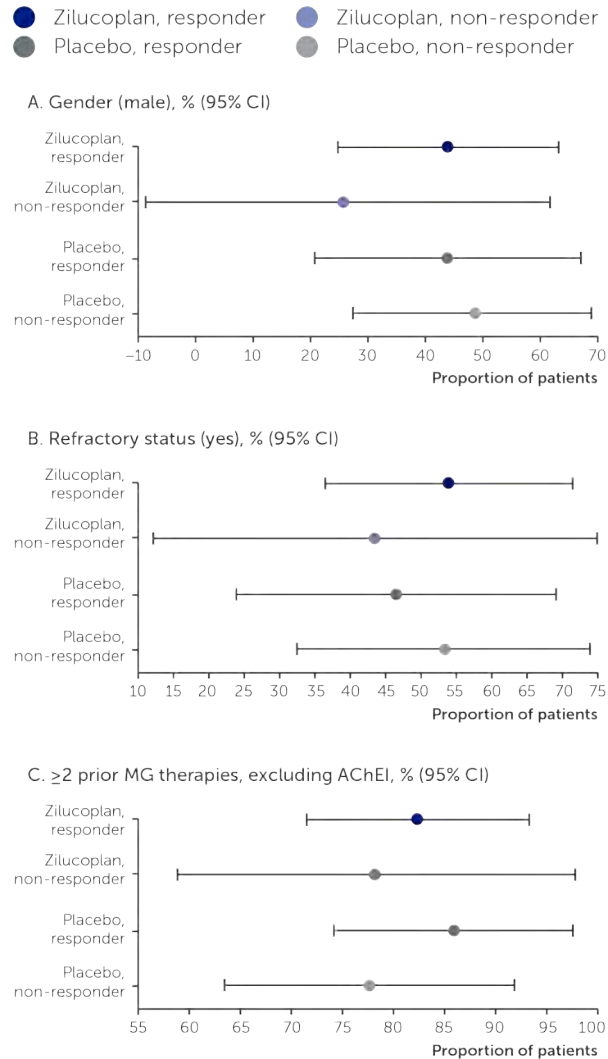 Zilucoplan, responder
Zilucoplan, non-responder
Placebo, responder
Placebo, non-responder
A. Gender (male), % (95% CI)
Zilucoplan,
responder
Zilucoplan,
non-responder
Placebo,
responder
Placebo,
non-responder
−10 0 10 20 30 40 50 60 70
Proportion of patients
B. Refractory status (yes), % (95% CI)
Zilucoplan,
responder
Zilucoplan,
non-responder
Placebo,
responder
Placebo,
non-responder
10 15 20 25 30 35 40 45 50 55 60 65 70 75
Proportion of patients
C. ≥2 prior MG therapies, excluding AChEI, % (95% CI)
Zilucoplan,
responder
Zilucoplan,
non-responder
Placebo,
responder
Placebo,
non-responder
55 60 65 70 75 80 85 90 95 100
Proportion of patients